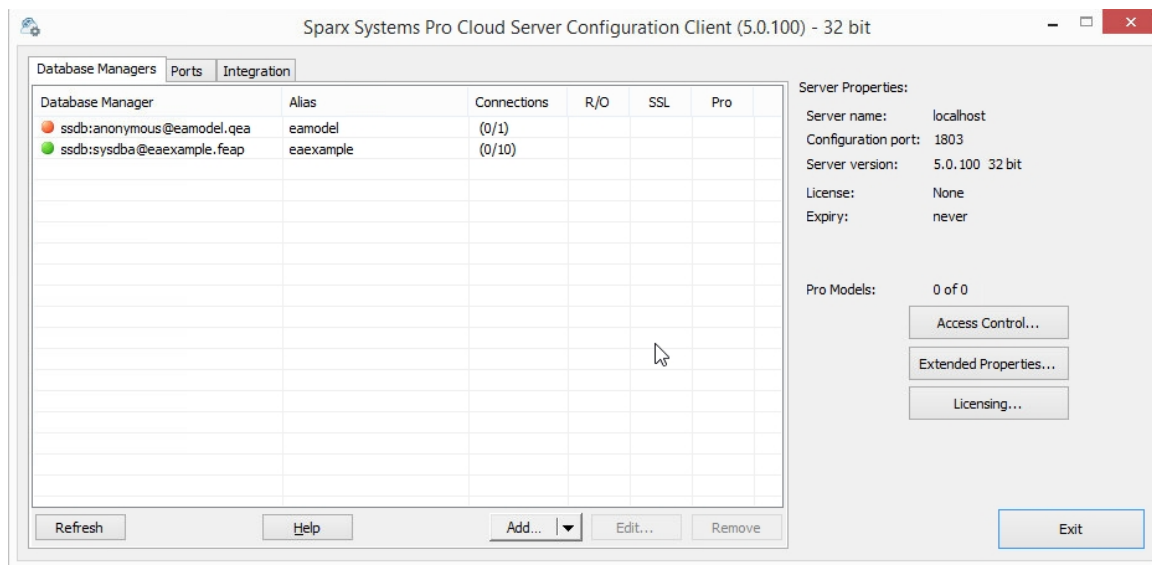 Sparx Systems Pro Cloud Server Configuration Client (5.0.100) - 32 bit
Database Managers Ports Integration
Database Manager Alias Connections R/O SSL Pro
ssdb:anonymous@eamodel.qea eamodel (0/1)
ssdb:sysdba@eaexample.feap eaexample (0/10)
Refresh Help Add... Edit... Remove
Server Properties:
Server name: localhost
Configuration port: 1803
Server version: 5.0.100 32 bit
License: None
Expiry: never
Pro Models: 0 of 0
Access Control...
Extended Properties...
Licensing...
Exit